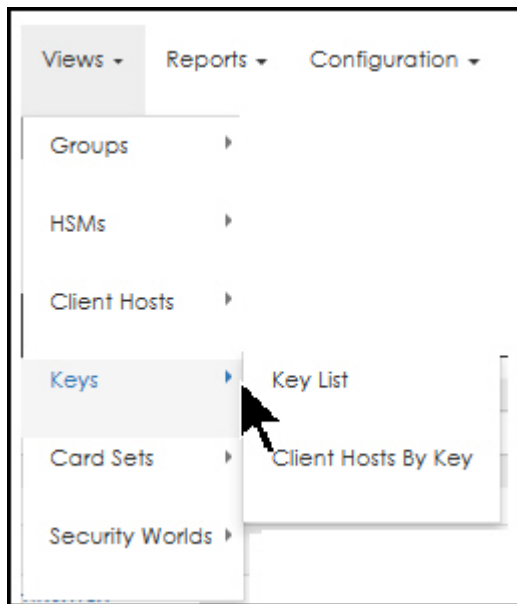 Views Reports Configuration
Groups
HSMs
Client Hosts
Keys Key List
Card Sets Client Hosts By Key
Security Worlds